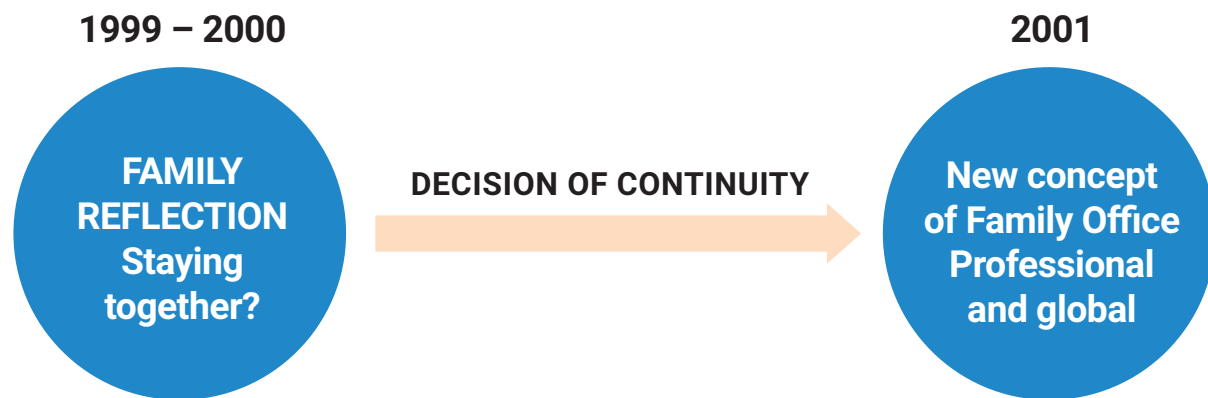 1999 – 2000
FAMILY
REFLECTION
Staying
together?
DECISION OF CONTINUITY
2001
New concept
of Family Office
Professional
and global